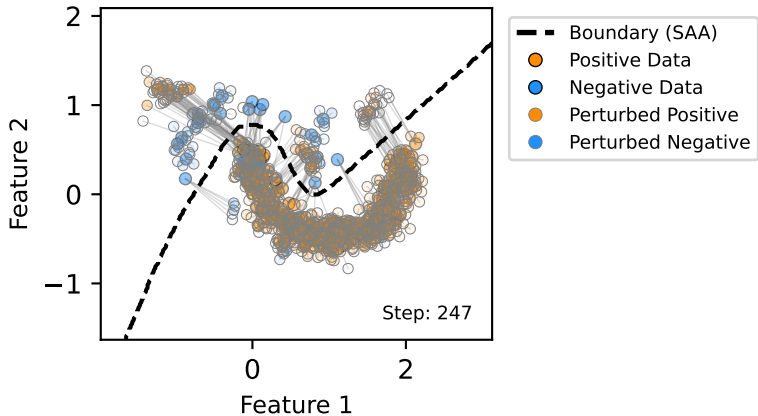 2
1
0
−1
Feature 2
0
2
Feature 1
Step: 247
Boundary (SAA)
Positive Data
Negative Data
Perturbed Positive
Perturbed Negative